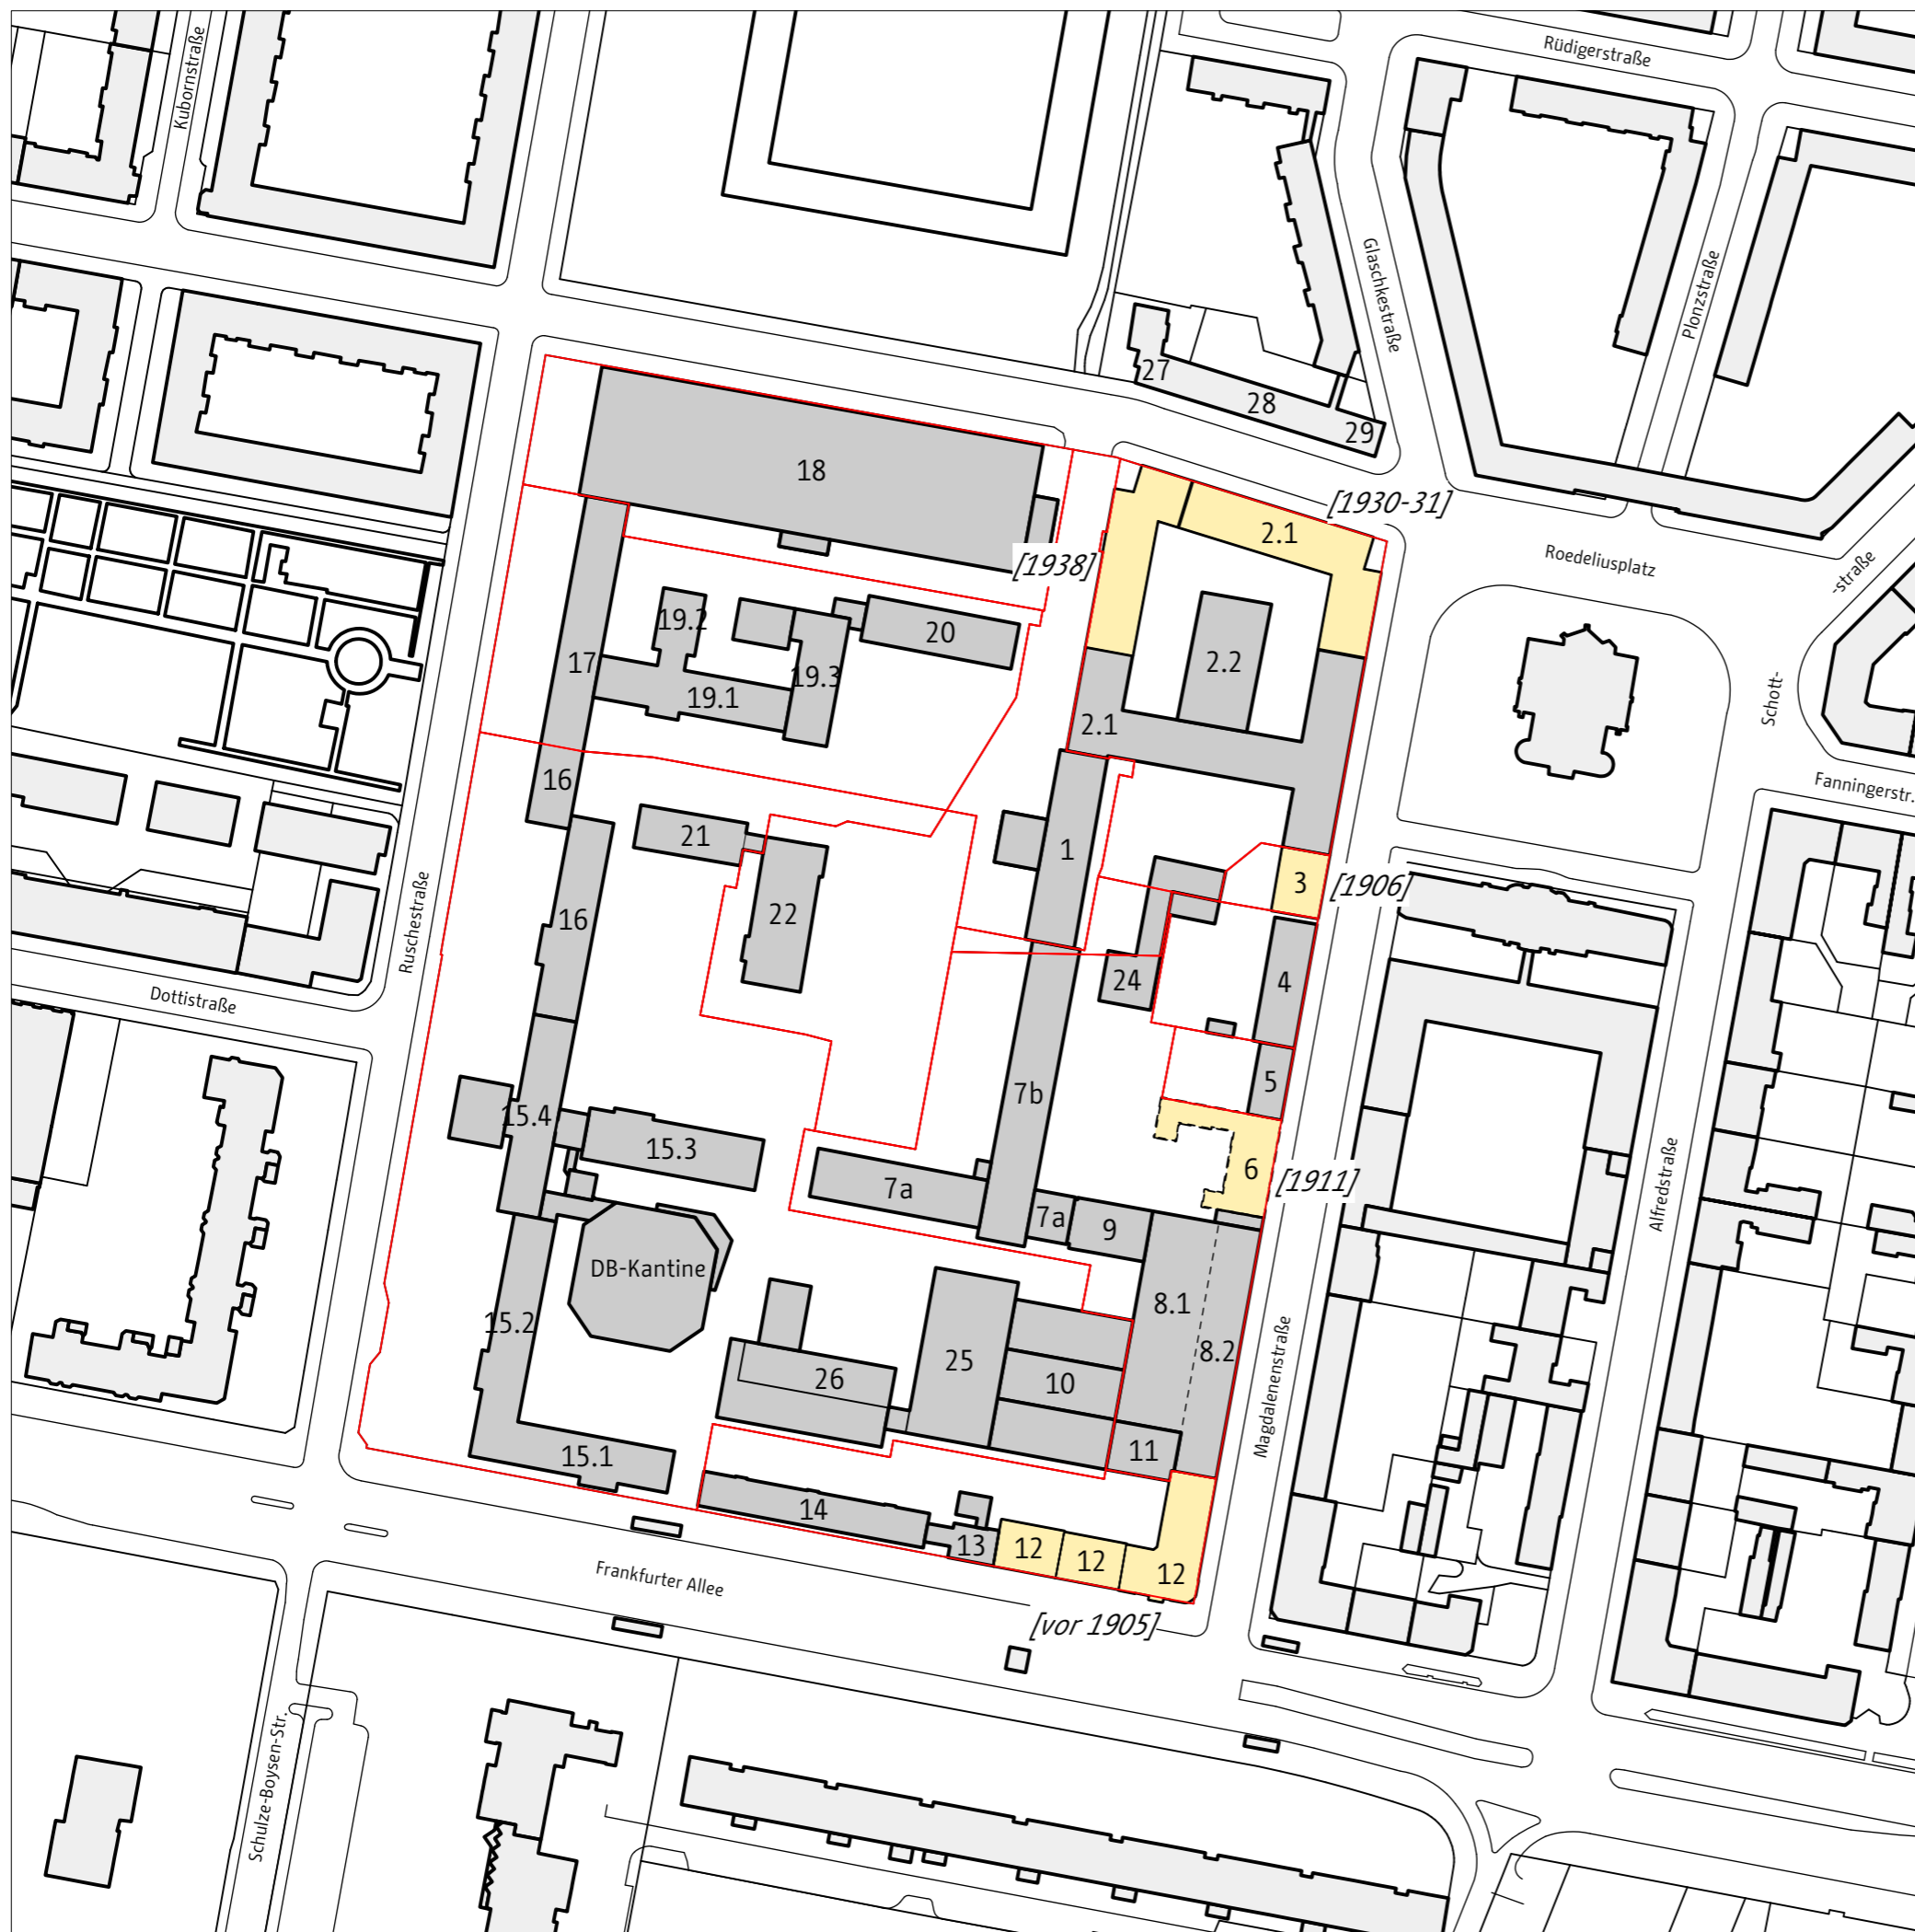 Kubornstraße
Rüdigerstraße
Glaschkestraße
Plonzstraße
27
28
29
18
[1930-31]
2.1
[1938]
Roedeliusplatz
-straße
19.2
20
17
19.3
2.2
19.1
Schott-
2.1
16
Fanningerstr.
21
1
3
[1906]
22
16
Ruschestraße
24
4
Dottistraße
5
7b
15.4
15.3
6
[1911]
7a
7a
9
Alfredstraße
DB-Kantine
8.1
15.2
8.2
25
26
10
Magdalenenstraße
11
15.1
14
13
12
12
12
Frankfurter Allee
[vor 1905]
Schulze-Boysen-Str.